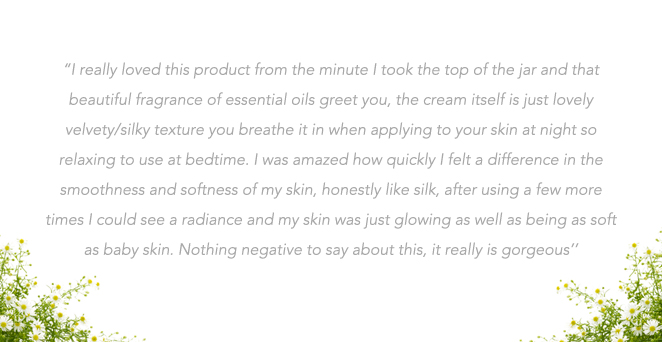 “I really loved this product from the minute I took the top of the jar and that
beautiful fragrance of essential oils greet you, the cream itself is just lovely
velvety/silky texture you breathe it in when applying to your skin at night so
relaxing to use at bedtime. I was amazed how quickly I felt a difference in the
smoothness and softness of my skin, honestly like silk, after using a few more
times I could see a radiance and my skin was just glowing as well as being as soft
as baby skin. Nothing negative to say about this, it really is gorgeous’’